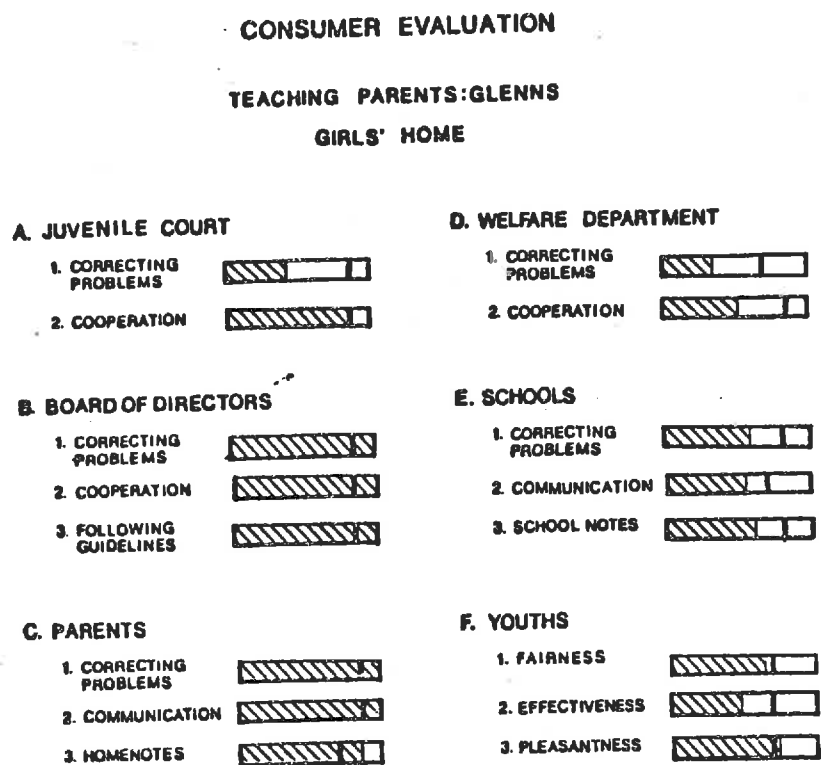 CONSUMER EVALUATION
TEACHING PARENTS:GLENNS
GIRLS' HOME
A. JUVENILE COURT
1. CORRECTING
PROBLEMS
2. COOPERATION
B. BOARD OF DIRECTORS
1. CORRECTING
PROBLEMS
2. COOPERATION
3. FOLLOWING
GUIDELINES
C. PARENTS
1. CORRECTING
PROBLEMS
2. COMMUNICATION
3. HOMENOTES
D. WELFARE DEPARTMENT
1. CORRECTING
PROBLEMS
2. COOPERATION
E. SCHOOLS
1. CORRECTING
PROBLEMS
2. COMMUNICATION
3. SCHOOL NOTES
F. YOUTHS
1. FAIRNESS
2. EFFECTIVENESS
3. PLEASANTNESS